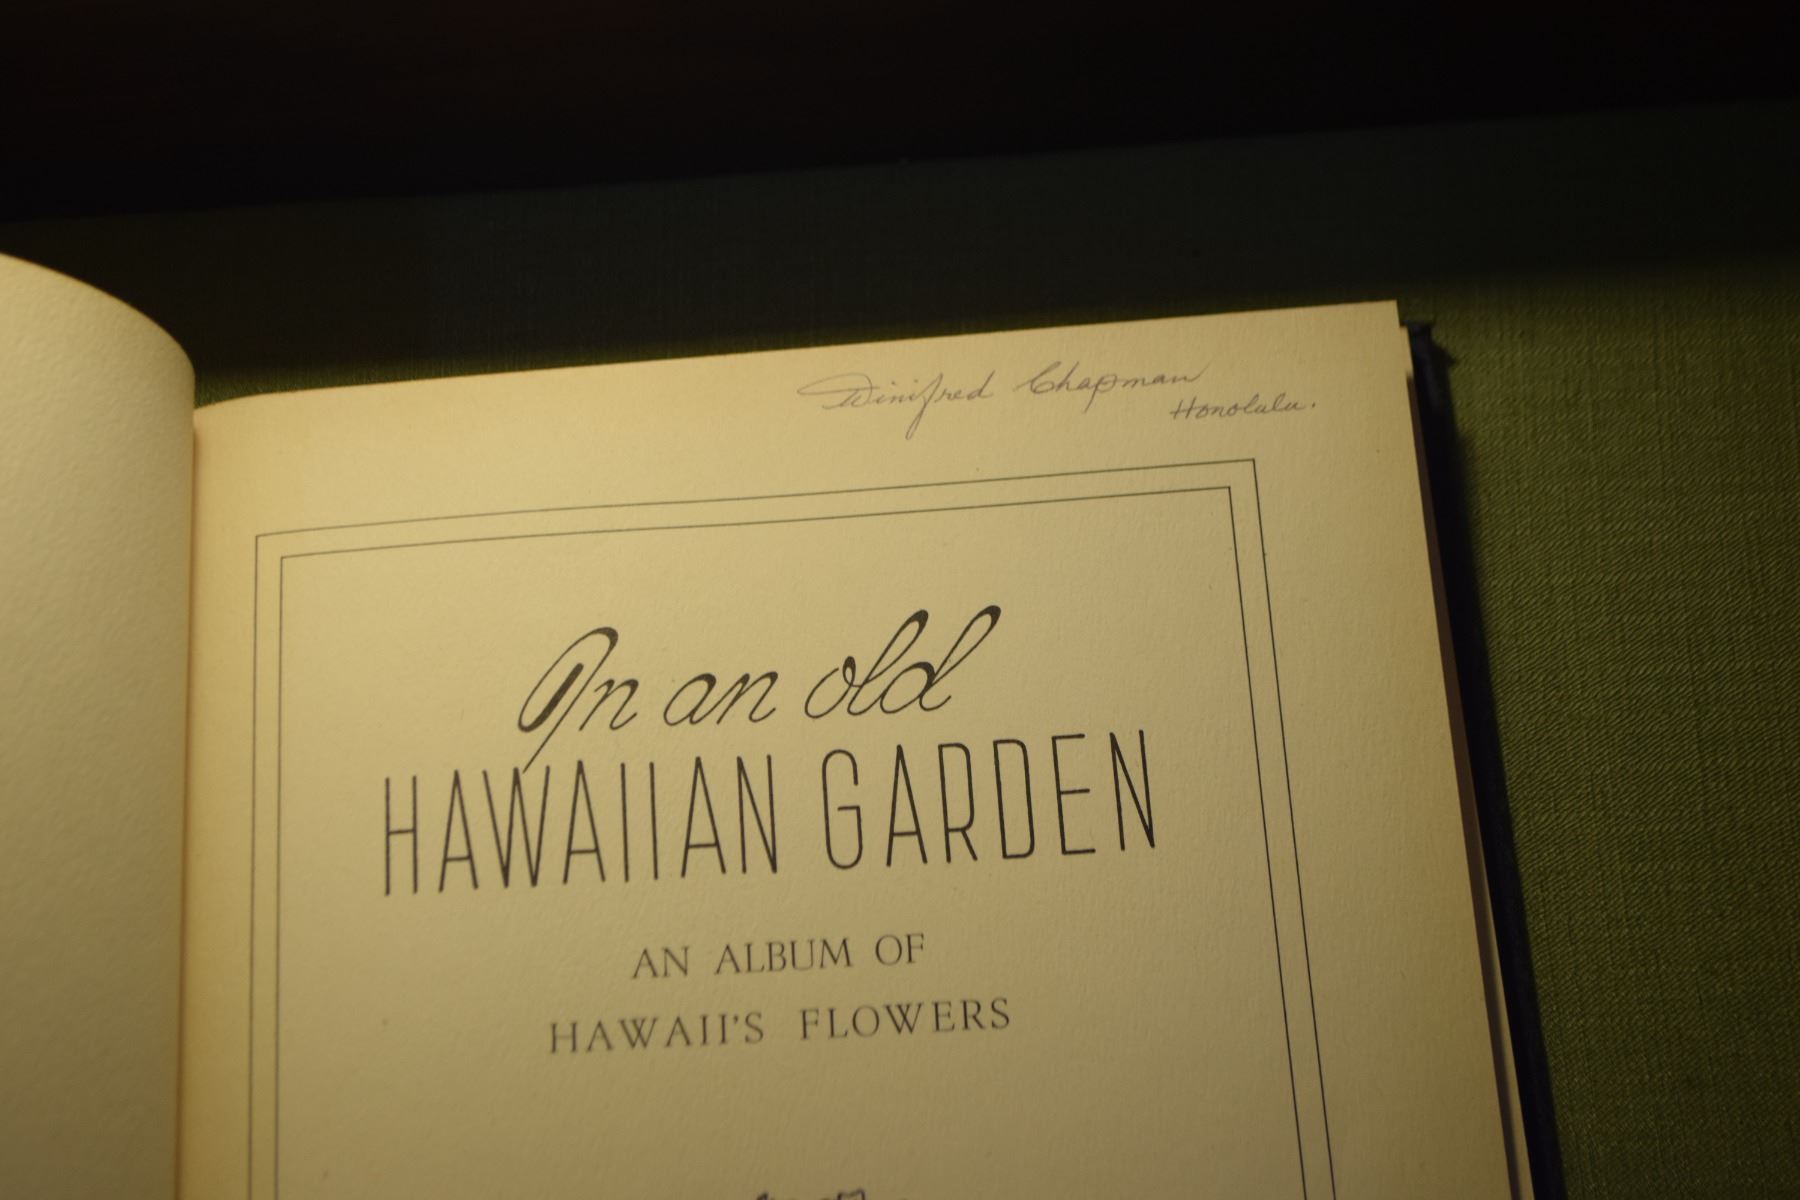 Winifred Chapman
Honolulu.
In an old
HAWAIIAN GARDEN
AN ALBUM OF
HAWAII'S FLOWERS